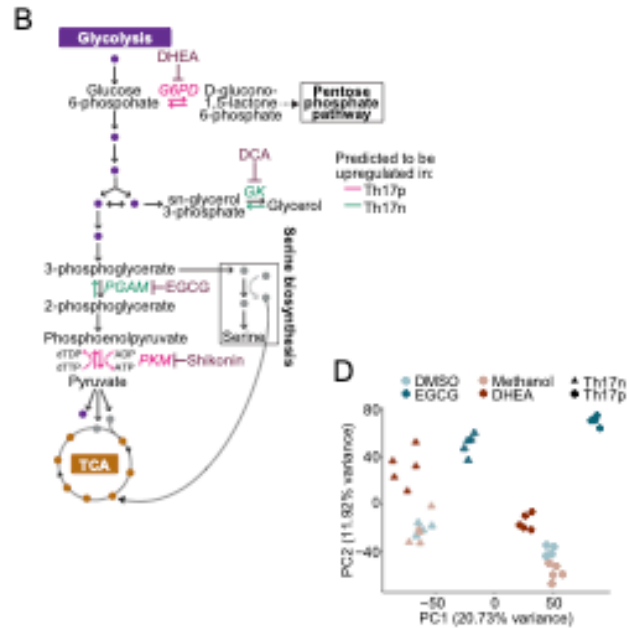 B
Glycolysis
DHEA
Glucose
6-phosphohate
G6PD
D-glucono-
1,5-lactone
6-phosphate
Pentose
phosphate
pathway
DCA
GK
sn-glycerol
3-phosphate
Glycerol
Predicted to be
upregulated in:
Th17p
Th17n
Serine biosynthesis
3-phosphoglycerate
PGAM
EGCG
2-phosphoglycerate
Serine
Phosphoenolpyruvate
dTDP
ADP
dTTP
ATP
PKM
Shikonin
Pyruvate
TCA
D
DMSO
Methanol
Th17n
EGCG
DHEA
Th17p
PC2 (11.92% variance)
80
40
0
−40
−50
0
50
PC1 (20.73% variance)